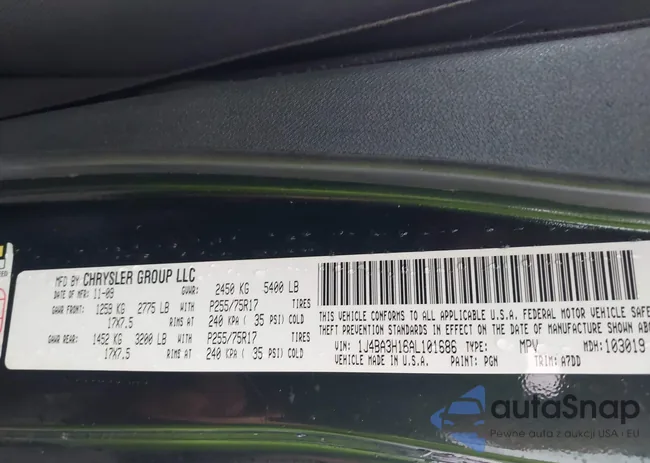 MFD BY CHRYSLER GROUP LLC
DATE OF MFR: 11-09 GVWR: 2450 KG 5400 LB
GAWR FRONT: 1259 KG 2775 LB WITH P255/75R17 TIRES
17X7.5 RIMS AT 240 KPA ( 35 PSI) COLD
GAWR REAR: 1452 KG 3200 LB WITH P255/75R17 TIRES
17X7.5 RIMS AT 240 KPA ( 35 PSI) COLD
THIS VEHICLE CONFORMS TO ALL APPLICABLE U.S.A. FEDERAL MOTOR VEHICLE SAFE
THEFT PREVENTION STANDARDS IN EFFECT ON THE DATE OF MANUFACTURE SHOWN ABO
VIN: 1J4BA3H16AL101686 TYPE: MPV MDH: 103019
VEHICLE MADE IN U.S.A. PAINT: PGN TRIM: A7DD
autaSnap
Pewne auta z aukcji USA · EU